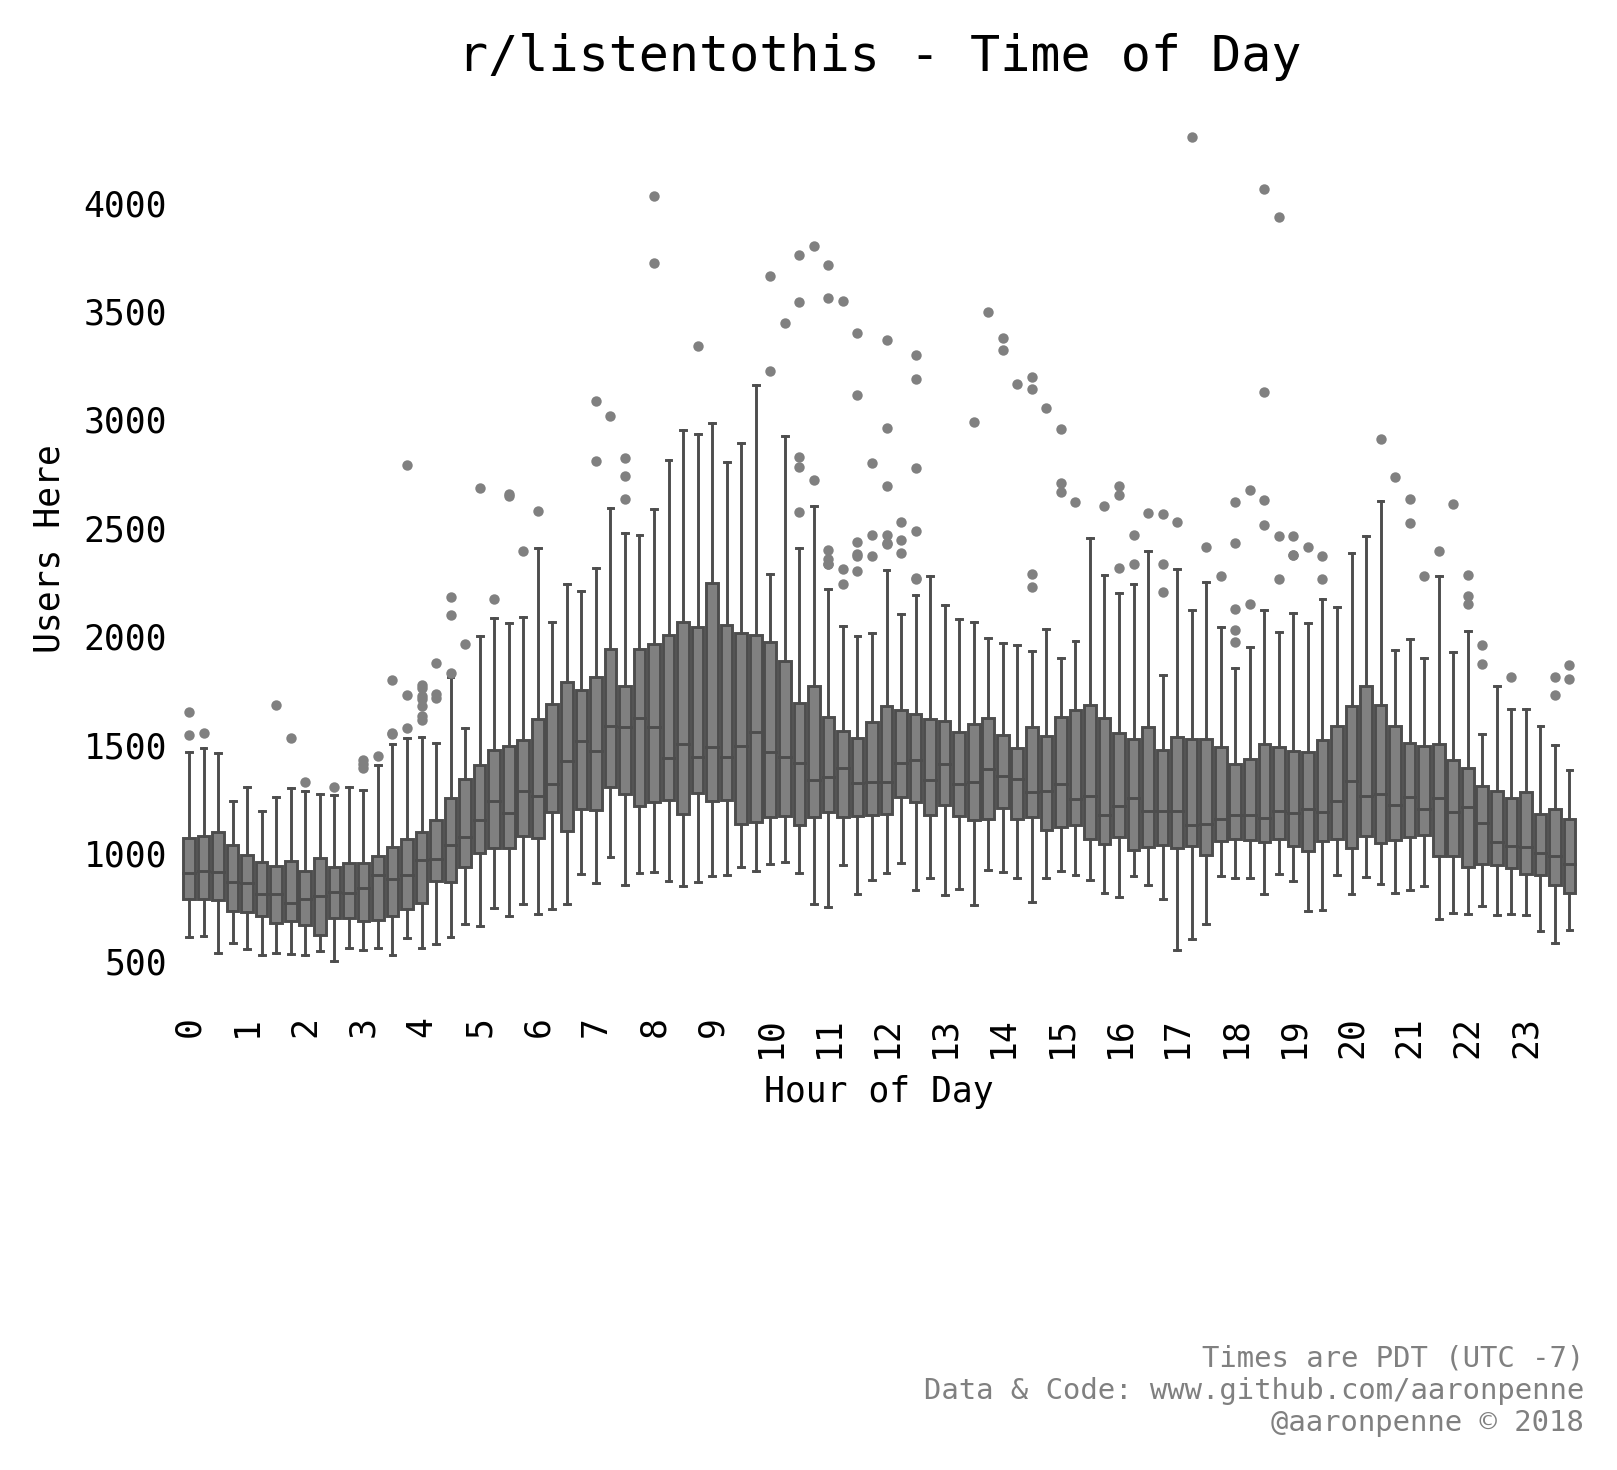 r/listentothis - Time of Day
4000
3500
3000
2500
2000
1500
1000
500
Users Here
0 1 2 3 4 5 6 7 8 9 10 11 12 13 14 15 16 17 18 19 20 21 22 23
Hour of Day
Times are PDT (UTC -7)
Data & Code: www.github.com/aaronpenne
@aaronpenne © 2018